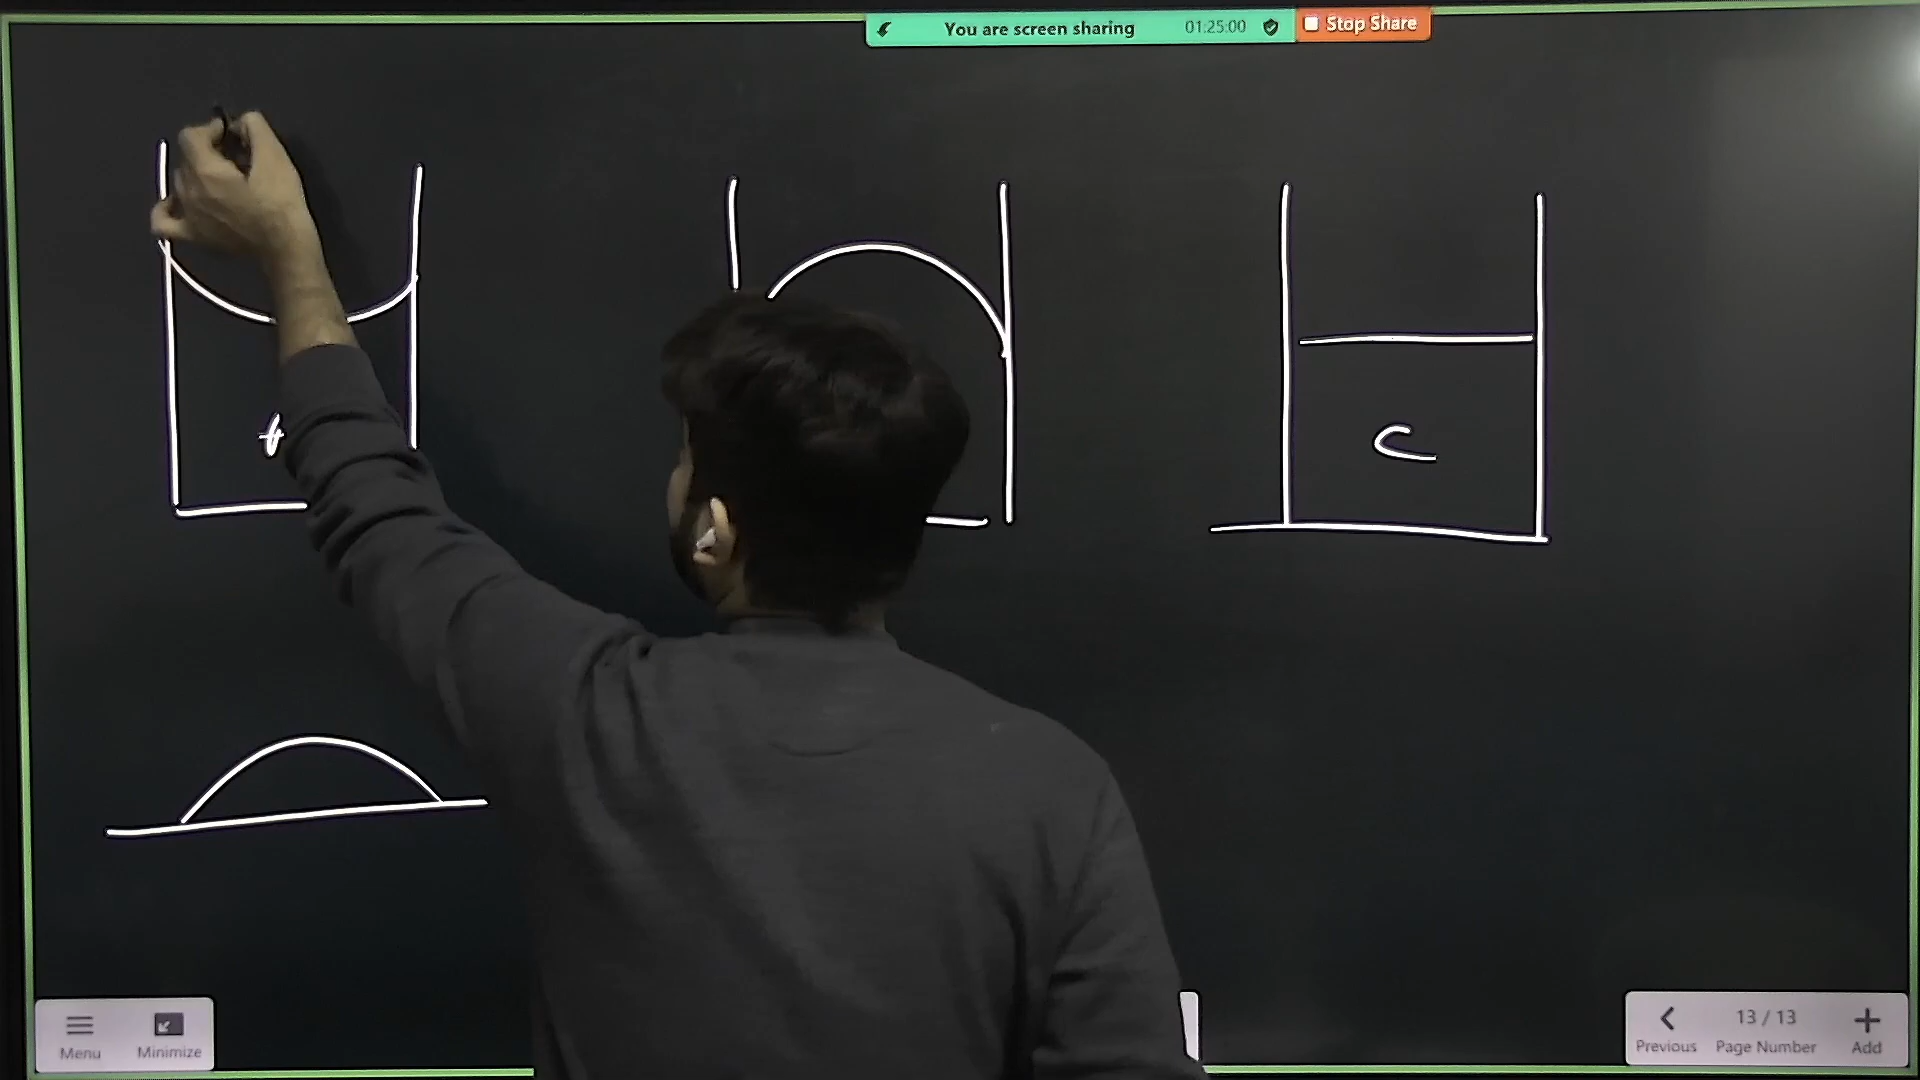 You are screen sharing 01:25:00 Stop Share
C
Menu Minimize
13 / 13
Previous Page Number Add